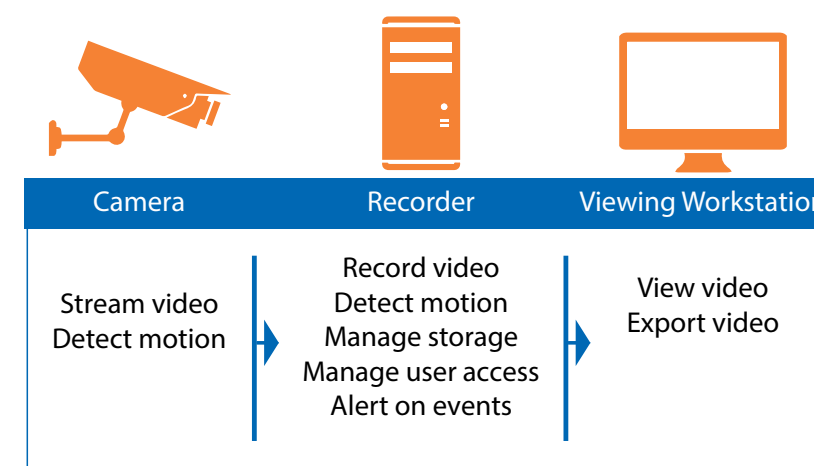 Camera
Recorder
Viewing Workstation
Stream video
Detect motion
Record video
Detect motion
Manage storage
Manage user access
Alert on events
View video
Export video